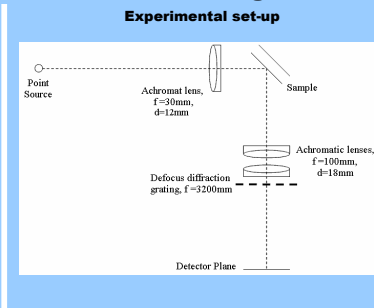 Experimental set-up
Point
Source
Achromat lens,
f=30mm,
d=12mm
Sample
Achromatic lenses,
f=100mm,
d=18mm
Defocus diffraction
grating, f=3200mm
Detector Plane